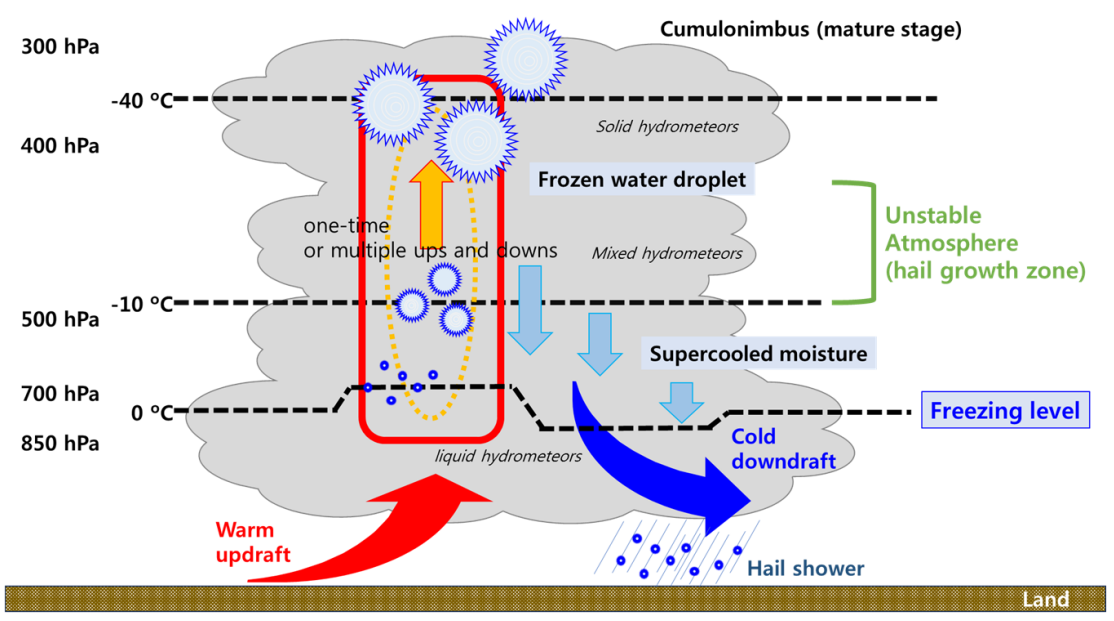 Cumulonimbus (mature stage)
300 hPa
-40 ºC
Solid hydrometeors
400 hPa
Frozen water droplet
Unstable
Atmosphere
(hail growth zone)
one-time
or multiple ups and downs
Mixed hydrometeors
-10 ºC
500 hPa
Supercooled moisture
700 hPa
0 ºC
Freezing level
850 hPa
Cold
downdraft
liquid hydrometeors
Warm
updraft
Hail shower
Land